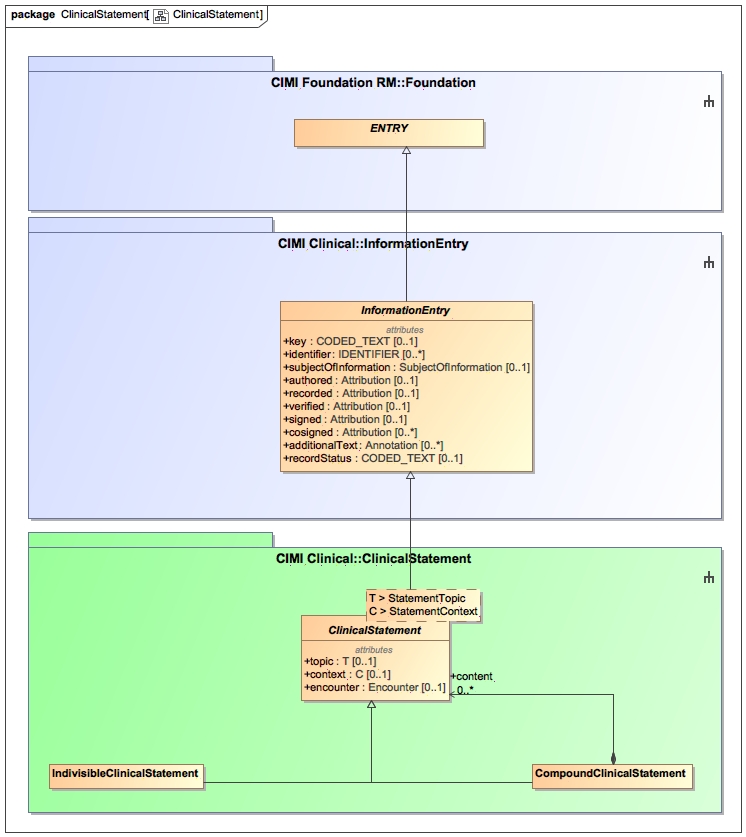 package ClinicalStatement[ ClinicalStatement]
CIMI Foundation RM::Foundation
ENTRY
CIMI Clinical::InformationEntry
InformationEntry
attributes
+key : CODED_TEXT [0..1]
+identifier : IDENTIFIER [0..*]
+subjectOfInformation : SubjectOfInformation [0..1]
+authored : Attribution [0..1]
+recorded : Attribution [0..1]
+verified : Attribution [0..1]
+signed : Attribution [0..1]
+cosigned : Attribution [0..*]
+additionalText : Annotation [0..*]
+recordStatus : CODED_TEXT [0..1]
CIMI Clinical::ClinicalStatement
T > StatementTopic
C > StatementContext
ClinicalStatement
attributes
+topic : T [0..1]
+context : C [0..1]
+encounter : Encounter [0..1]
+content
0..*
IndivisibleClinicalStatement
CompoundClinicalStatement